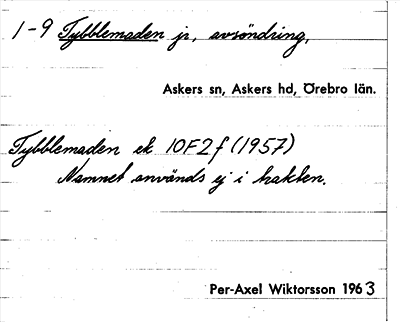 1-9 Tybblemaden jr, avsöndring,
Askers sn, Askers hd, Örebro län.
Tybblemaden ek 10F2f (1957)
Namnet används ej i trakten.
Per-Axel Wiktorsson 1963